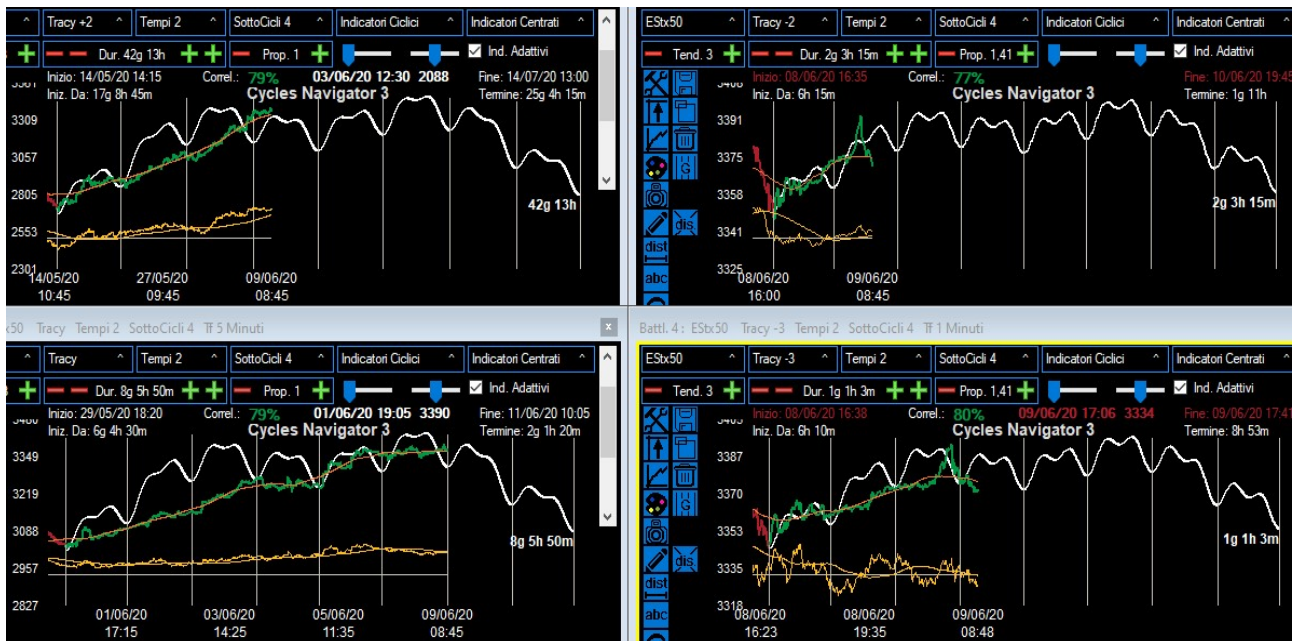 Tracy +2 ^ Tempi 2 ^ SottoCicli 4 ^ Indicatori Ciclici ^ Indicatori Centrati ^
Dur. 42g 13h Prop. 1 Ind. Adattivi
Inizio: 14/05/20 14:15 Correl.: 79% 03/06/20 12:30 2088 Fine: 14/07/20 13:00
Iniz. Da: 17g 8h 45m Cycles Navigator 3 Termine: 25g 4h 15m
3309
3057
2805
42g 13h
2553
2301
14/05/20 27/05/20 09/06/20
10:45 09:45 08:45
EStx50 ^ Tracy -2 ^ Tempi 2 ^ SottoCicli 4 ^ Indicatori Ciclici ^ Indicatori Centrati ^
Tend. 3 Dur. 2g 3h 15m Prop. 1,41 Ind. Adattivi
Inizio: 08/06/20 16:35 Correl.: 77% Fine: 10/06/20 19:45
Iniz. Da: 6h 15m Cycles Navigator 3 Termine: 1g 11h
3391
3375
3358
2g 3h 15m
3341
3325
08/06/20 09/06/20
16:00 08:45
G
dis.
dist
abc
x50 Tracy Tempi 2 SottoCicli 4 Tf 5 Minuti x
Tracy ^ Tempi 2 ^ SottoCicli 4 ^ Indicatori Ciclici ^ Indicatori Centrati ^
Dur. 8g 5h 50m Prop. 1 Ind. Adattivi
Inizio: 29/05/20 18:20 Correl.: 79% 01/06/20 19:05 3390 Fine: 11/06/20 10:05
Iniz. Da: 6g 4h 30m Cycles Navigator 3 Termine: 2g 1h 20m
3349
3219
3088
8g 5h 50m
2957
2827
01/06/20 03/06/20 05/06/20 09/06/20
17:15 14:25 11:35 08:45
Battl. 4 : EStx50 Tracy -3 Tempi 2 SottoCicli 4 Tf 1 Minuti
EStx50 ^ Tracy -3 ^ Tempi 2 ^ SottoCicli 4 ^ Indicatori Ciclici ^ Indicatori Centrati ^
Tend. 3 Dur. 1g 1h 3m Prop. 1,41 Ind. Adattivi
Inizio: 08/06/20 16:38 Correl.: 80% 09/06/20 17:06 3334 Fine: 09/06/20 17:41
Iniz. Da: 6h 10m Cycles Navigator 3 Termine: 8h 53m
3387
3370
3353
1g 1h 3m
3335
3318
08/06/20 08/06/20 09/06/20
16:23 19:35 08:48
G
dis.
dist
abc